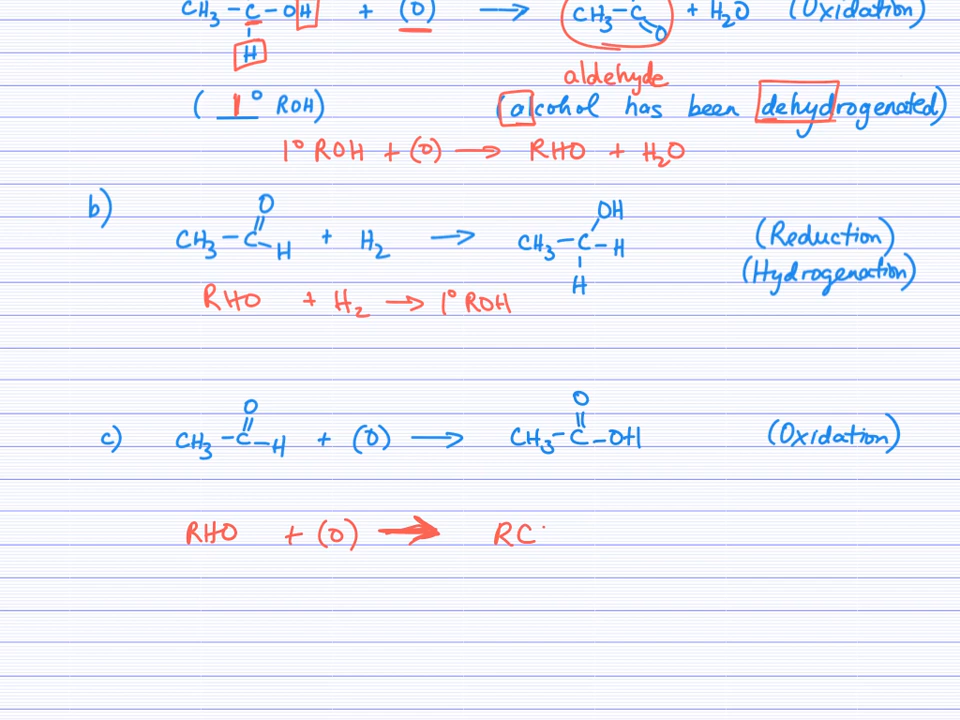 CH₃ – C – OH + (O) → CH₃ – C + H₂O (Oxidation)
O
H
aldehyde
( 1° ROH) (alcohol has been dehydrogenated)
1° ROH + (O) → RHO + H₂O
b)
O OH
CH₃ – C – H + H₂ → CH₃ – C – H (Reduction)
H (Hydrogenation)
RHO + H₂ → 1° ROH
O O
c) CH₃ – C – H + (O) → CH₃ – C – OH (Oxidation)
RHO + (O) → RC